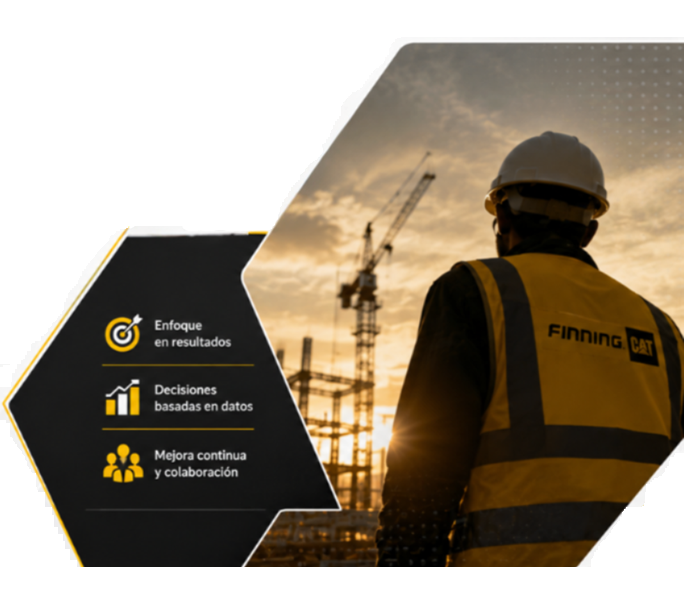 Enfoque
en resultados
Decisiones
basadas en datos
Mejora continua
y colaboración
FINNING CAT